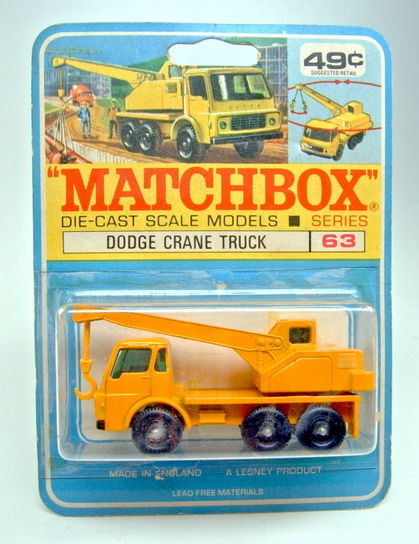 49¢
SUGGESTED RETAIL
"MATCHBOX"®
DIE-CAST SCALE MODELS ■ SERIES
DODGE CRANE TRUCK 63
MADE IN ENGLAND A LESNEY PRODUCT
LEAD FREE MATERIALS